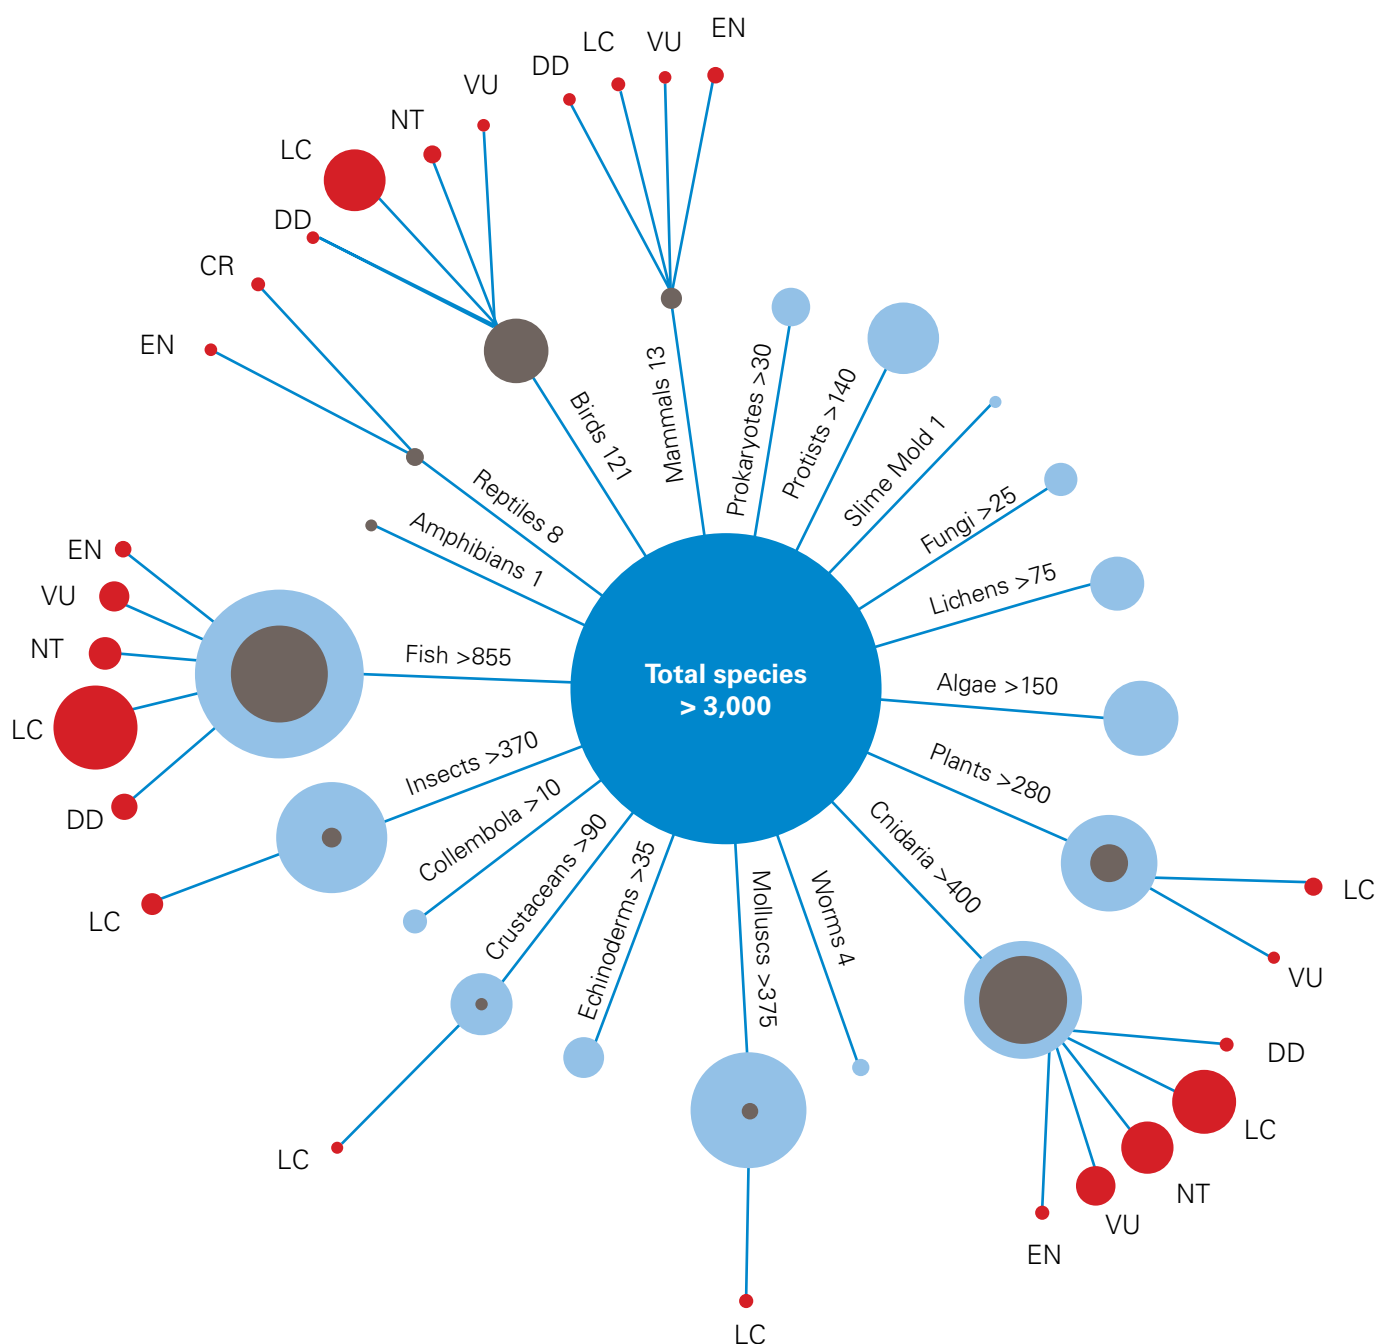 EN
LC
VU
DD
VU
NT
LC
DD
CR
EN
Mammals 13
Birds 121
Reptiles 8
Amphibians 1
Prokaryotes >30
Protists >140
Slime Mold 1
Fungi >25
Lichens >75
Algae >150
Plants >280
LC
VU
Cnidaria >400
DD
LC
NT
VU
EN
Worms 4
Molluscs >375
LC
Echinoderms >35
Crustaceans >90
LC
Collembola >10
Insects >370
LC
Fish >855
EN
VU
NT
LC
DD
Total species
> 3,000